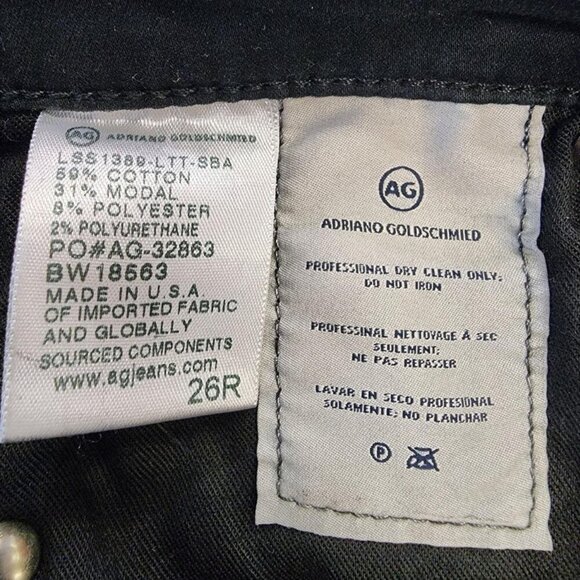 AG ADRIANO GOLDSCHMIED
LSS1389-LTT-SBA
59% COTTON
31% MODAL
8% POLYESTER
2% POLYURETHANE
PO#AG-32863
BW18563
MADE IN U.S.A
OF IMPORTED FABRIC
AND GLOBALLY
SOURCED COMPONENTS
www.agjeans.com
26R
AG
ADRIANO GOLDSCHMIED
PROFESSIONAL DRY CLEAN ONLY;
DO NOT IRON
PROFESSINAL NETTOYAGE À SEC
SEULEMENT;
NE PAS REPASSER
LAVAR EN SECO PROFESIONAL
SOLAMENTE; NO PLANCHAR
P